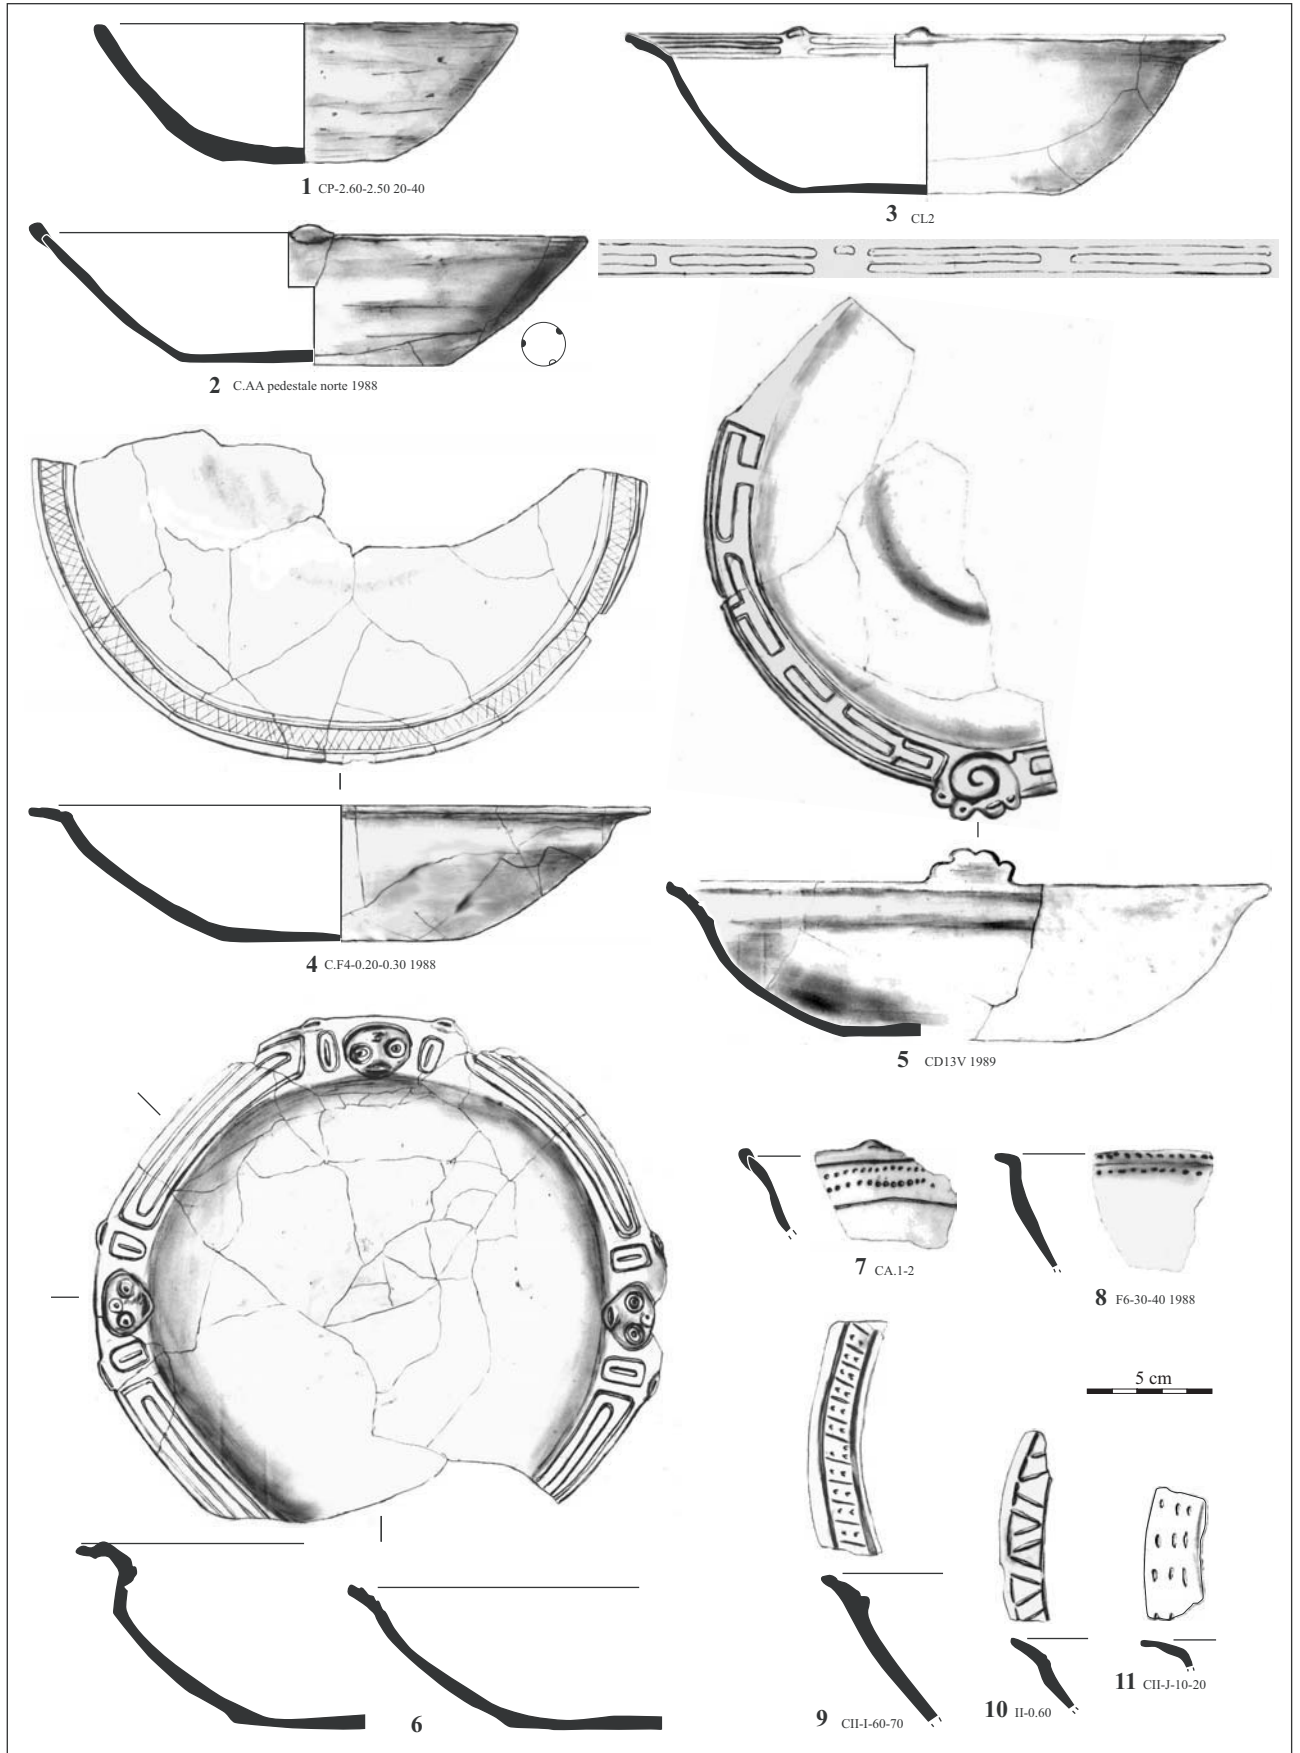 1 CP-2.60-2.50 20-40
3 CL2
2 C.AA pedestale norte 1988
4 C.F4-0.20-0.30 1988
5 CD13V 1989
7 CA.1-2
8 F6-30-40 1988
5 cm
6
9 CII-I-60-70
10 II-0.60
11 CII-J-10-20